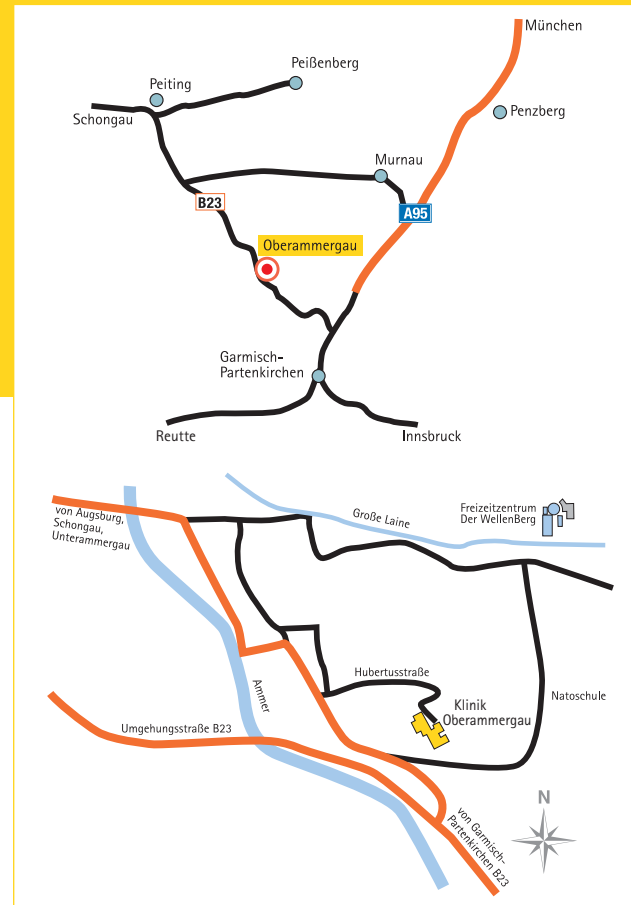 München
Peißenberg
Peiting
Penzberg
Schongau
Murnau
B23
A95
Oberammergau
Garmisch-
Partenkirchen
Reutte
Innsbruck
von Augsburg,
Schongau,
Unterammergau
Große Laine
Freizeitzentrum
Der WellenBerg
Hubertusstraße
Ammer
Klinik
Oberammergau
Natoschule
Umgehungsstraße B23
N
von Garmisch-
Partenkirchen B23